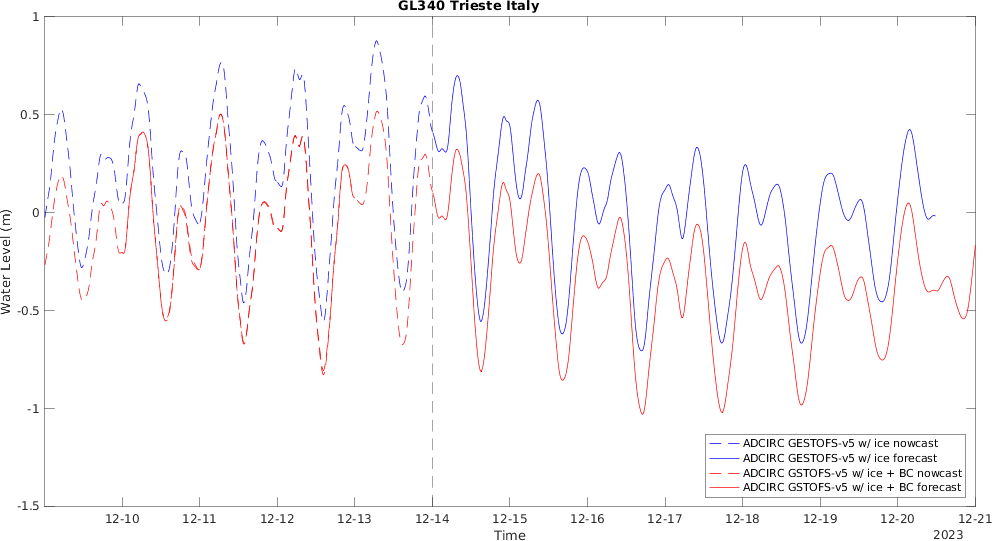 GL340 Trieste Italy
1
0.5
0
-0.5
-1
-1.5
Water Level (m)
12-10 12-11 12-12 12-13 12-14 12-15 12-16 12-17 12-18 12-19 12-20 12-21
Time
2023
ADCIRC GESTOFS-v5 w/ ice nowcast
ADCIRC GESTOFS-v5 w/ ice forecast
ADCIRC GSTOFS-v5 w/ ice + BC nowcast
ADCIRC GSTOFS-v5 w/ ice + BC forecast